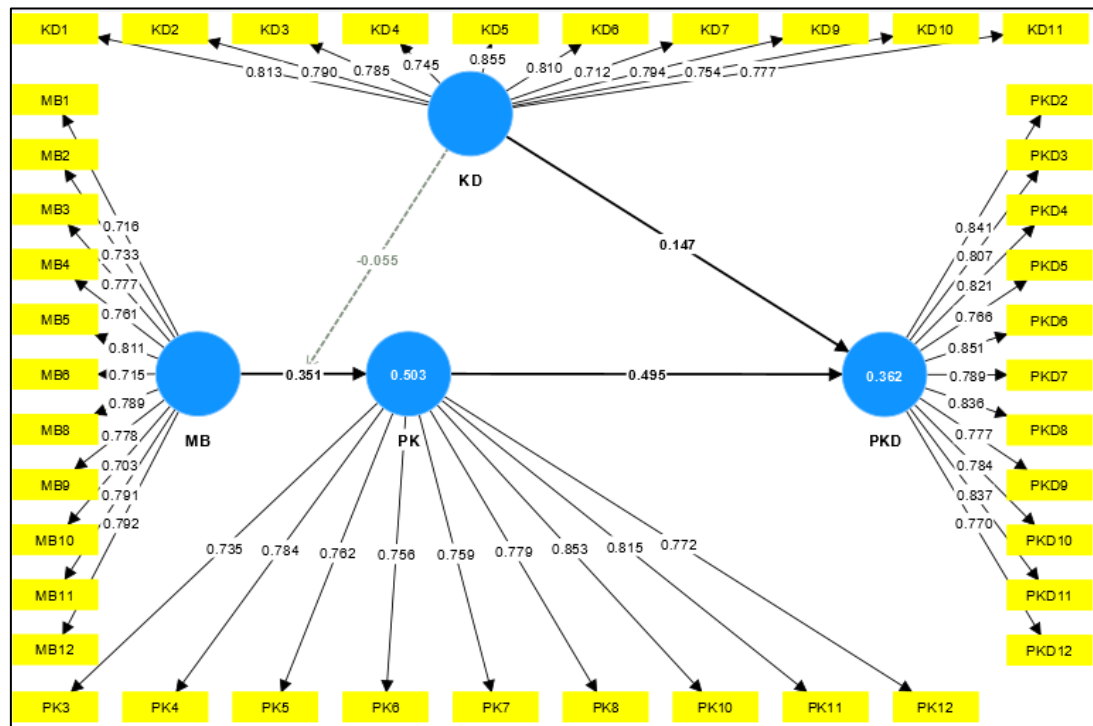 KD1 KD2 KD3 KD4 KD5 KD6 KD7 KD9 KD10 KD11
0.813 0.790 0.785 0.745 0.855 0.810 0.712 0.794 0.754 0.777
KD
MB1
MB2
MB3
MB4
MB5
MB6
MB8
MB9
MB10
MB11
MB12
0.716
0.733
0.777
0.761
0.811
0.715
0.789
0.778
0.703
0.791
0.792
MB
-0.055
0.147
0.351
0.503
PK
0.495
0.362
PKD
0.841
0.807
0.821
0.766
0.851
0.789
0.836
0.777
0.784
0.837
0.770
PKD2
PKD3
PKD4
PKD5
PKD6
PKD7
PKD8
PKD9
PKD10
PKD11
PKD12
0.735 0.784 0.762 0.756 0.759 0.779 0.853 0.815 0.772
PK3 PK4 PK5 PK6 PK7 PK8 PK10 PK11 PK12